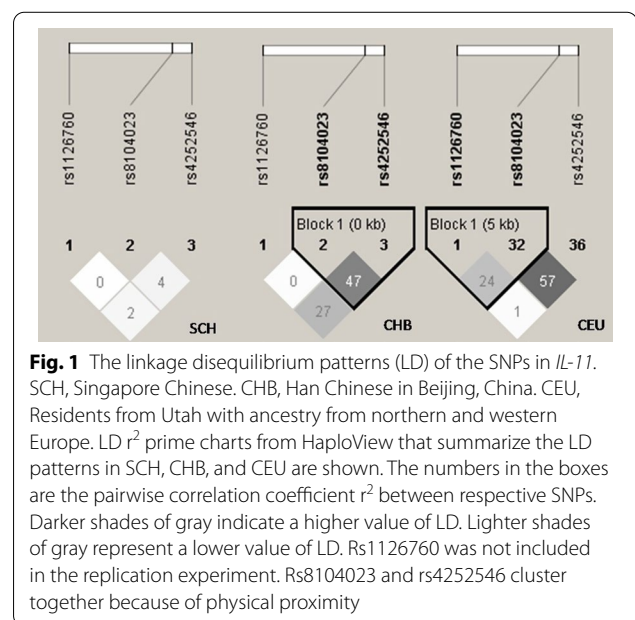 rs1126760
rs8104023
rs4252546
rs1126760
rs8104023
rs4252546
rs1126760
rs8104023
rs4252546
Block 1 (0 kb)
Block 1 (5 kb)
1 2 3 1 2 3 1 32 36
0 4 0 47 24 57
2 27 1
SCH CHB CEU
Fig. 1 The linkage disequilibrium patterns (LD) of the SNPs in IL-11.
SCH, Singapore Chinese. CHB, Han Chinese in Beijing, China. CEU,
Residents from Utah with ancestry from northern and western
Europe. LD r² prime charts from HaploView that summarize the LD
patterns in SCH, CHB, and CEU are shown. The numbers in the boxes
are the pairwise correlation coefficient r² between respective SNPs.
Darker shades of gray indicate a higher value of LD. Lighter shades
of gray represent a lower value of LD. Rs1126760 was not included
in the replication experiment. Rs8104023 and rs4252546 cluster
together because of physical proximity